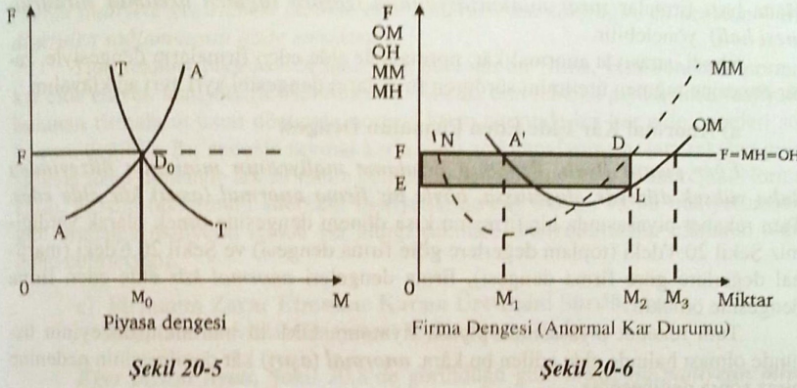 F
T
A
F
D₀
A
T
0
M₀
M
Piyasa dengesi
Şekil 20-5
F
OM
OH
MM
MH
MM
OM
F
N
A
D
F=MH=OH
E
L
0
M₁
M₂
M₃
Miktar
Firma Dengesi (Anormal Kar Durumu)
Şekil 20-6